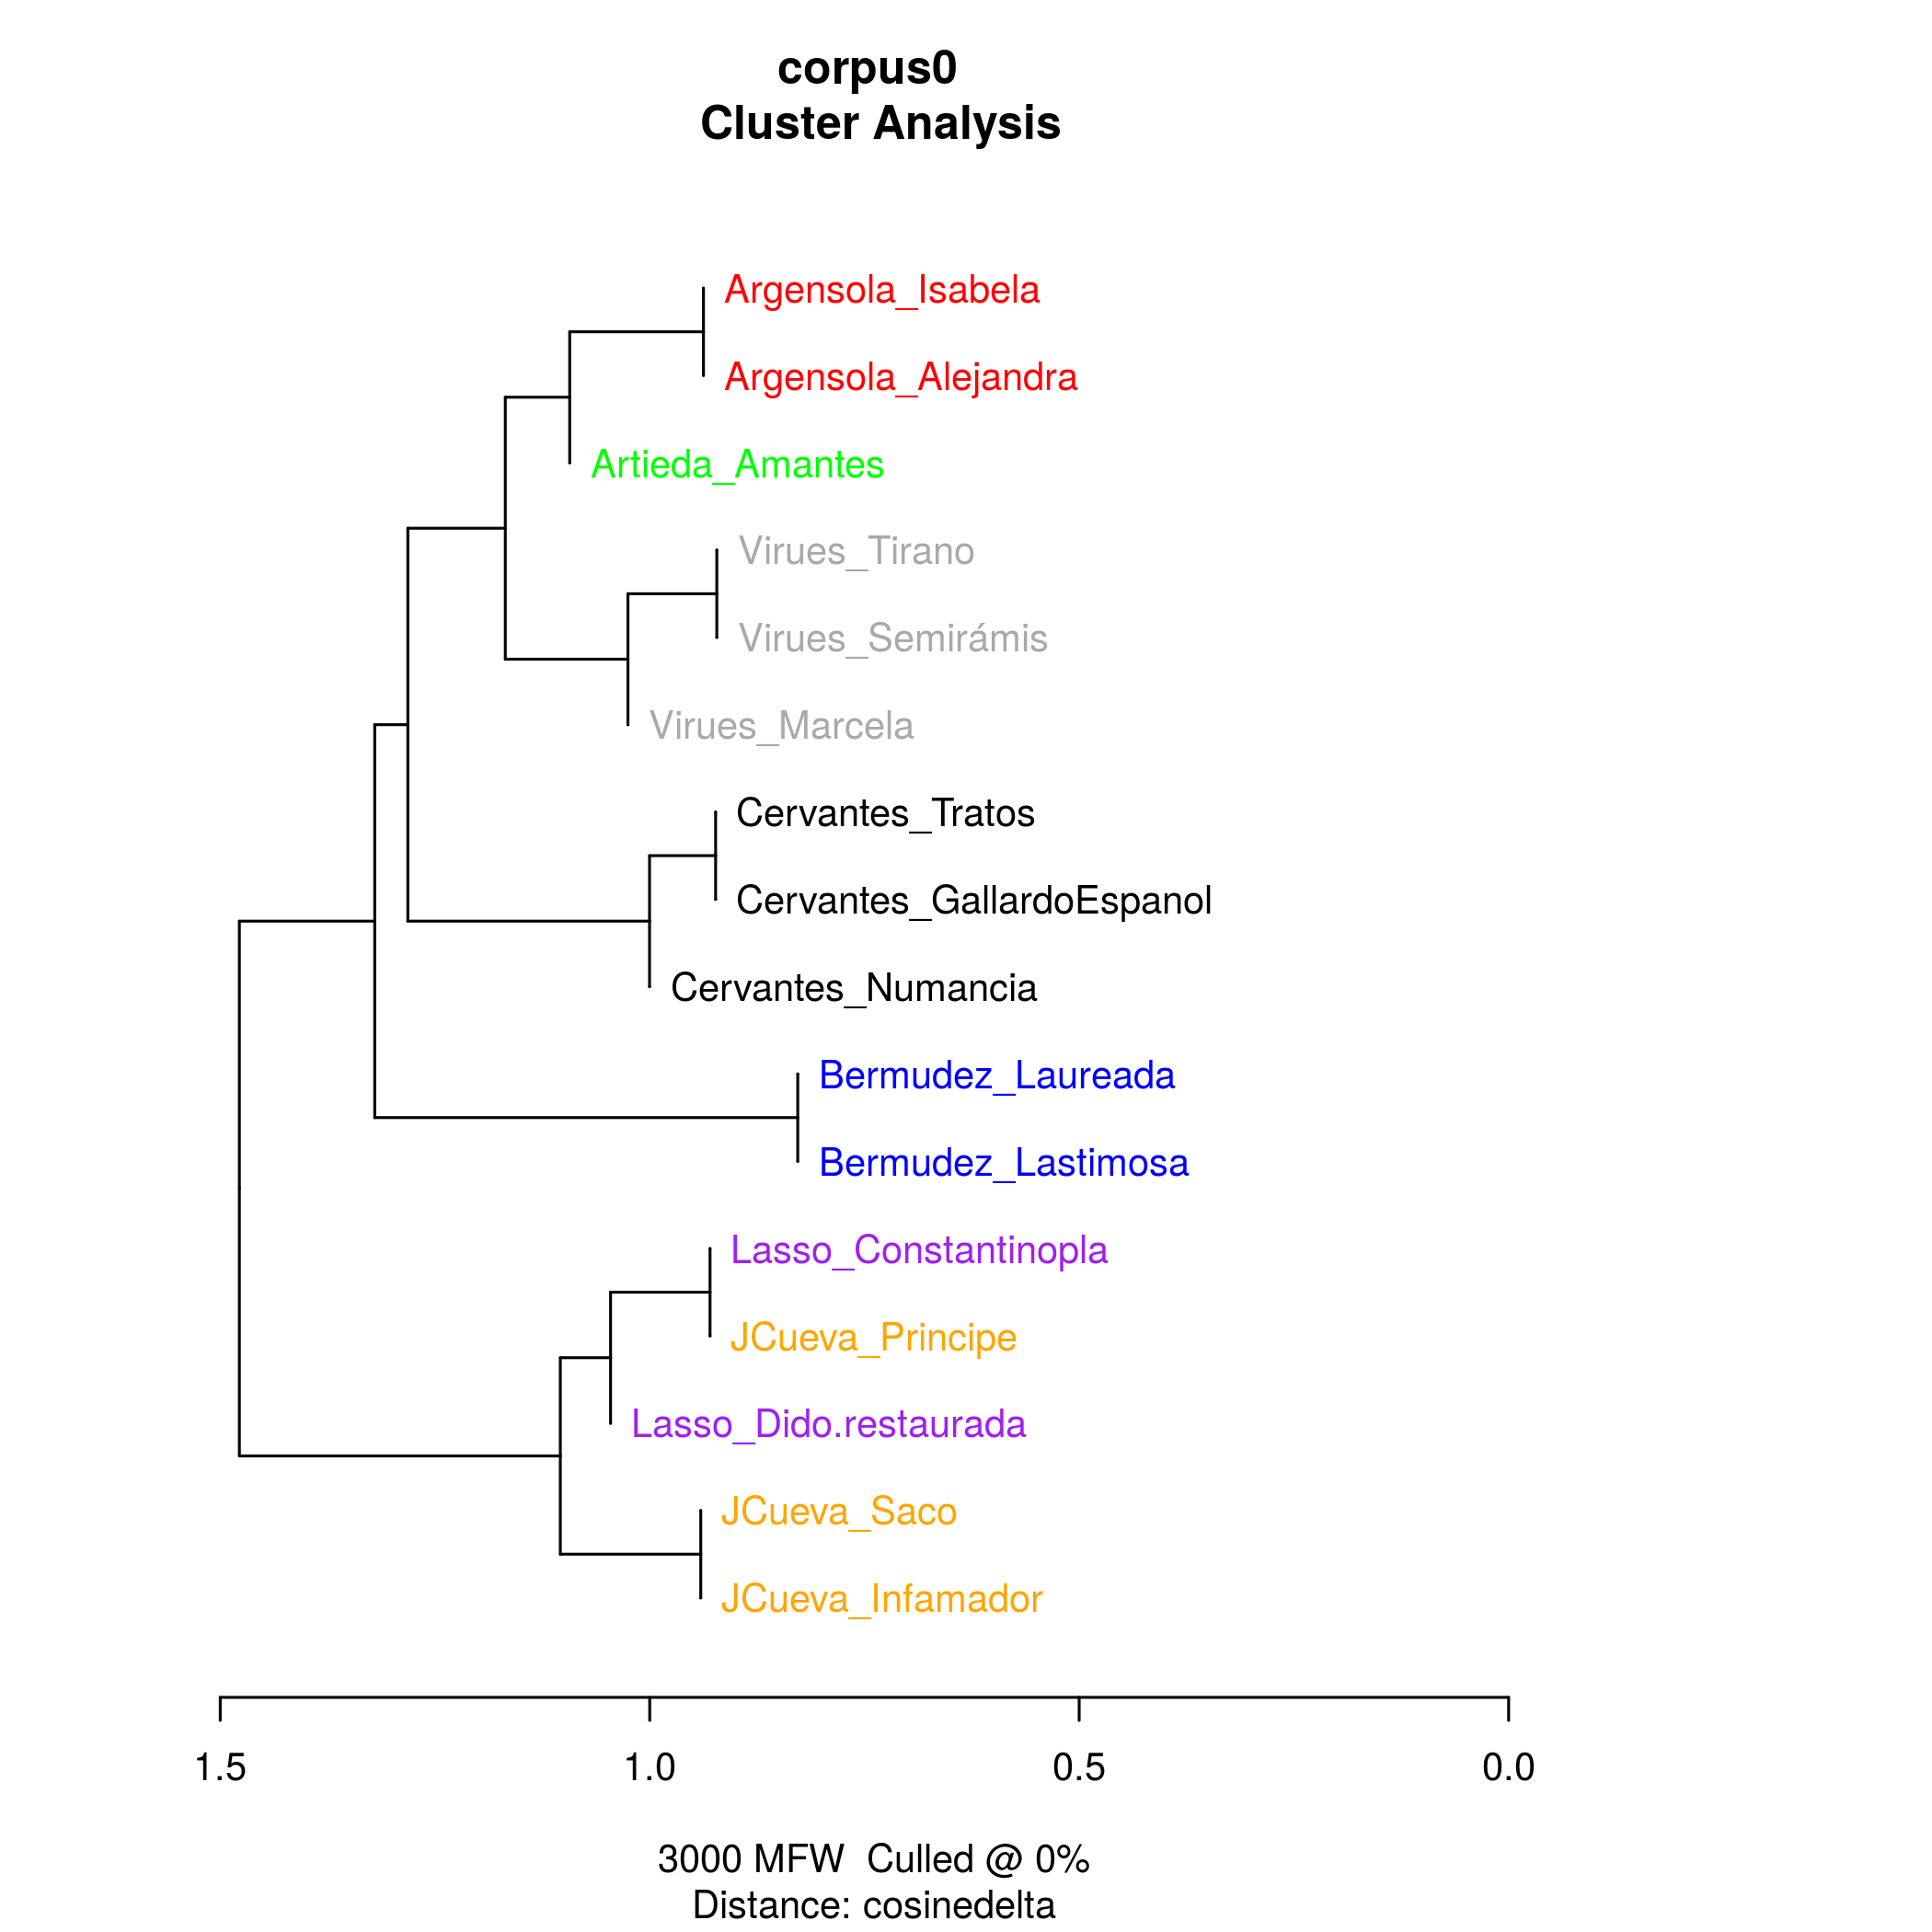 corpus0
Cluster Analysis
Argensola_Isabela
Argensola_Alejandra
Artieda_Amantes
Virues_Tirano
Virues_Semirámis
Virues_Marcela
Cervantes_Tratos
Cervantes_GallardoEspanol
Cervantes_Numancia
Bermudez_Laureada
Bermudez_Lastimosa
Lasso_Constantinopla
JCueva_Principe
Lasso_Dido.restaurada
JCueva_Saco
JCueva_Infamador
1.5 1.0 0.5 0.0
3000 MFW  Culled @ 0%
Distance: cosinedelta